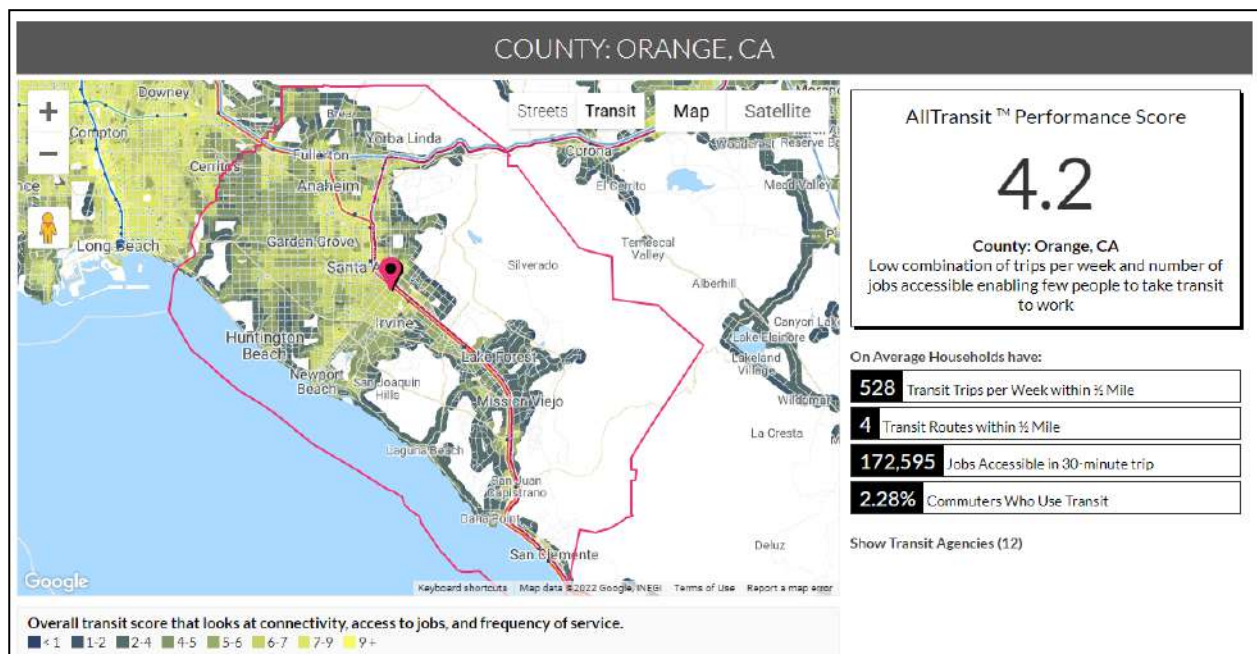 COUNTY: ORANGE, CA
Streets Transit Map Satellite
Downey
Compton
Brea
Yorba Linda
Cerritos
Fullerton
Corona
Woodcrest Reserve Ba
Anaheim
El Cerrito
Mead Valley
Long Beach
Garden Grove
Temescal
Valley
Santa A
Silverado
Alberhill
Irvine
Canyon Lake
Huntington
Beach
Lake Elsinore
Lake Forest
Lakeland
Village
Newport
Beach
San Joaquin
Hills
Mission Viejo
Wildomar
La Cresta
Laguna Beach
San Juan
Capistrano
Dana Point
San Clemente
Deluz
Google
Keyboard shortcuts Map data ©2022 Google, INEGI Terms of Use Report a map error
Overall transit score that looks at connectivity, access to jobs, and frequency of service.
< 1 1-2 2-4 4-5 5-6 6-7 7-9 9 +
AllTransit ™ Performance Score
4.2
County: Orange, CA
Low combination of trips per week and number of
jobs accessible enabling few people to take transit
to work
On Average Households have:
528 Transit Trips per Week within ½ Mile
4 Transit Routes within ½ Mile
172,595 Jobs Accessible in 30-minute trip
2.28% Commuters Who Use Transit
Show Transit Agencies (12)